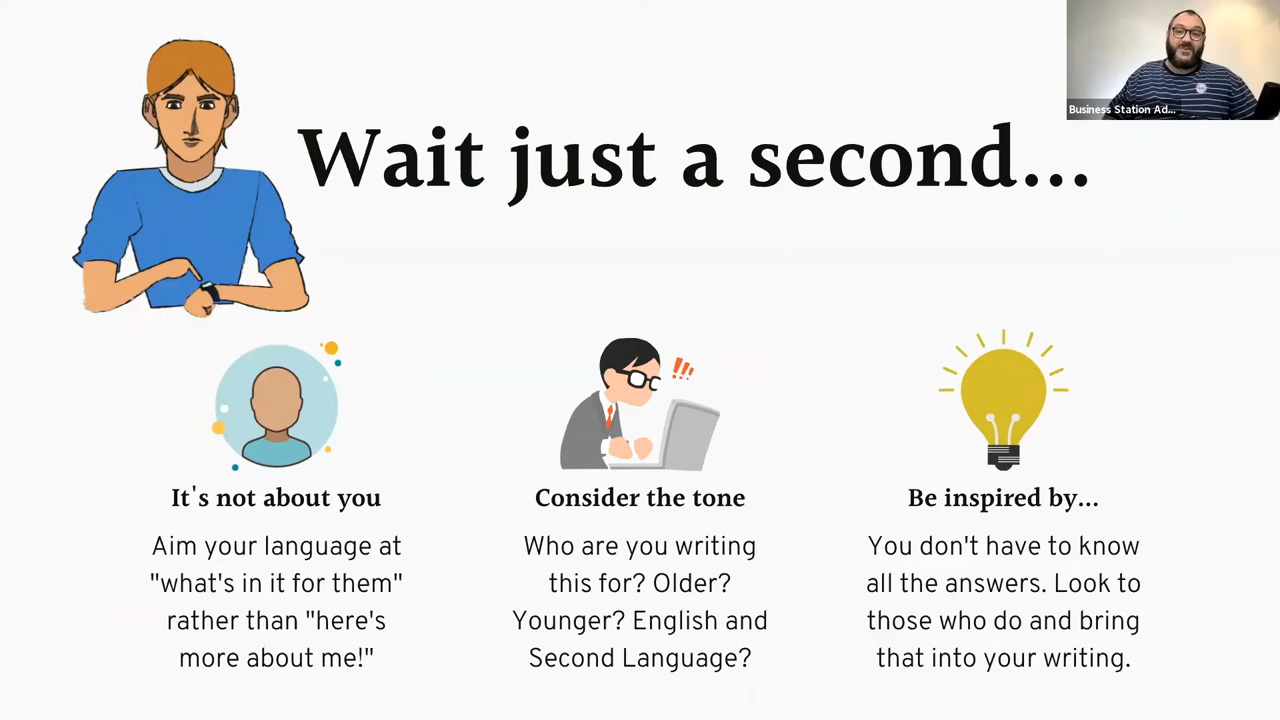 Business Station Ad...
Wait just a second...
It's not about you
Aim your language at
"what's in it for them"
rather than "here's
more about me!"
Consider the tone
Who are you writing
this for? Older?
Younger? English and
Second Language?
Be inspired by...
You don't have to know
all the answers. Look to
those who do and bring
that into your writing.